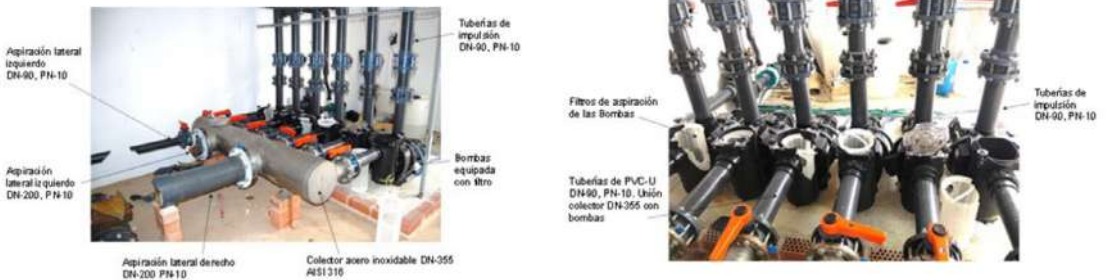 Aspiración lateral
izquierdo
DN-90, PN-10
Aspiración
lateral izquierdo
DN-200, PN-10
Aspiración lateral derecho
DN-200 PN-10
Colector acero inoxidable DN-355
AISI 316
Tuberías de
impulsión
DN-90, PN-10
Bombas
equipada
con filtro
Filtros de aspiración
de las Bombas
Tuberías de PVC-U
DN-90, PN-10. Unión
colector DN-355 con
bombas
Tuberías de
impulsión
DN-90, PN-10